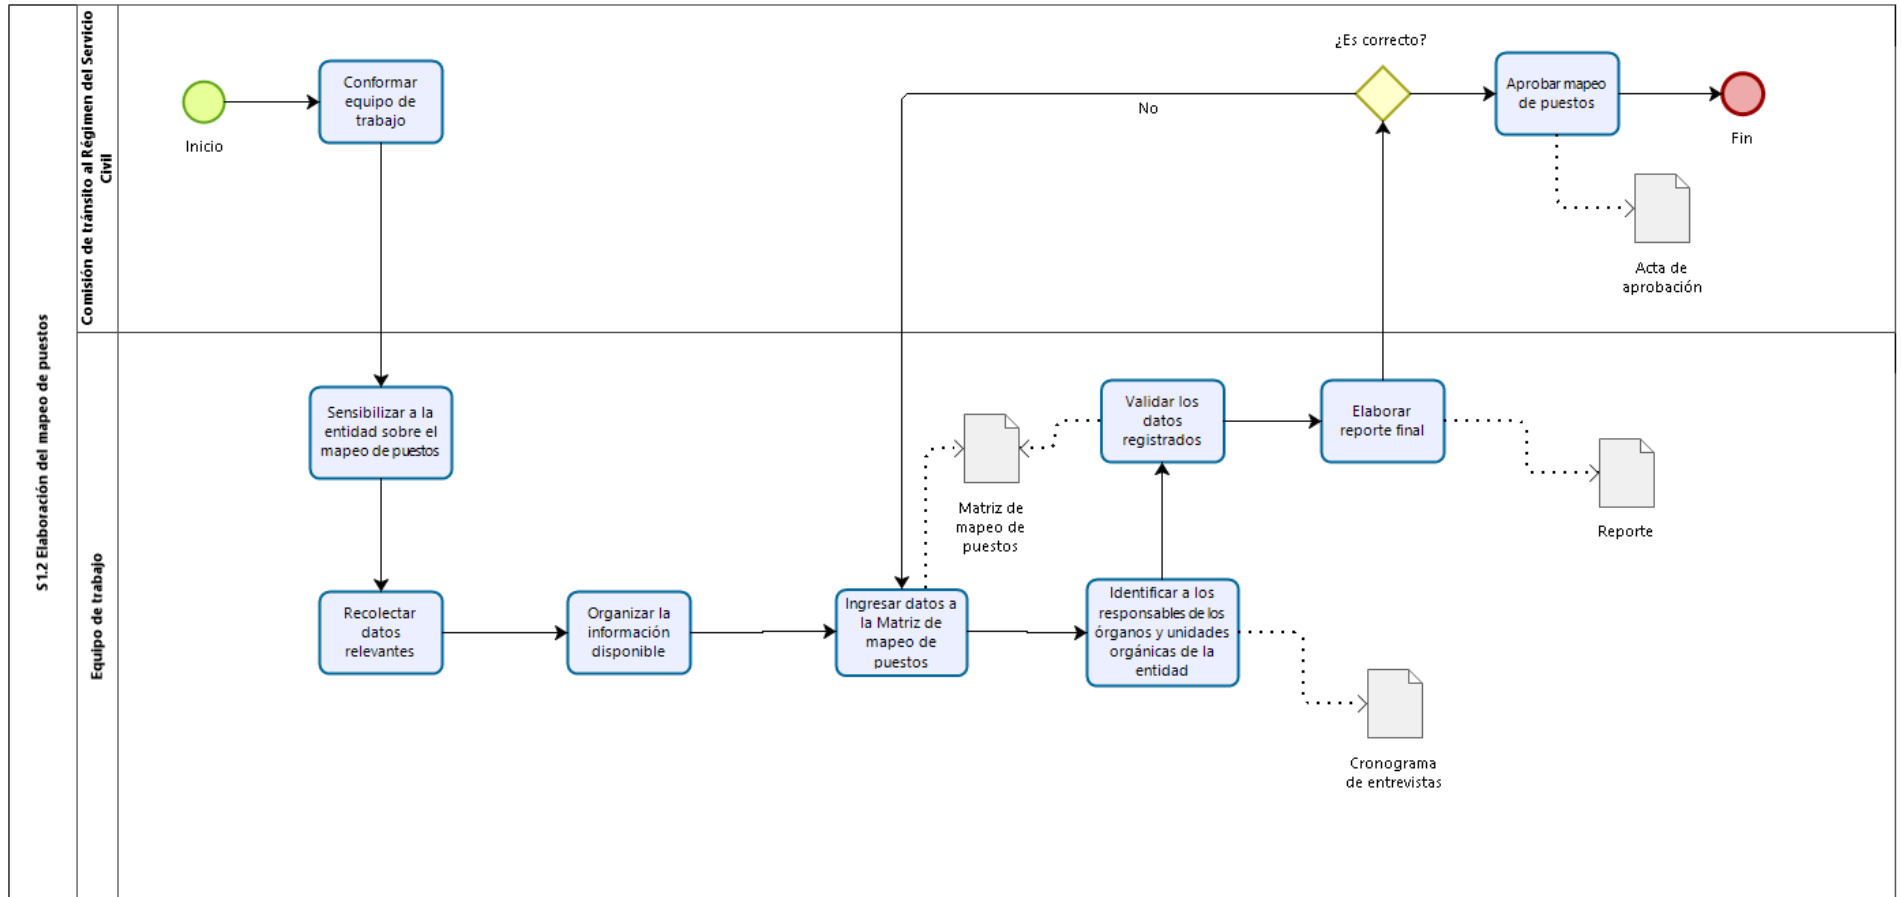 S1.2 Elaboración del mapeo de puestos
Comisión de tránsito al Régimen del Servicio
Civil
Inicio
Conformar
equipo de
trabajo
¿Es correcto?
No
Aprobar mapeo
de puestos
Fin
Acta de
aprobación
Equipo de trabajo
Sensibilizar a la
entidad sobre el
mapeo de puestos
Recolectar
datos
relevantes
Organizar la
información
disponible
Ingresar datos a
la Matriz de
mapeo de
puestos
Matriz de
mapeo de
puestos
Identificar a los
responsables de los
órganos y unidades
orgánicas de la
entidad
Cronograma
de entrevistas
Validar los
datos
registrados
Elaborar
reporte final
Reporte